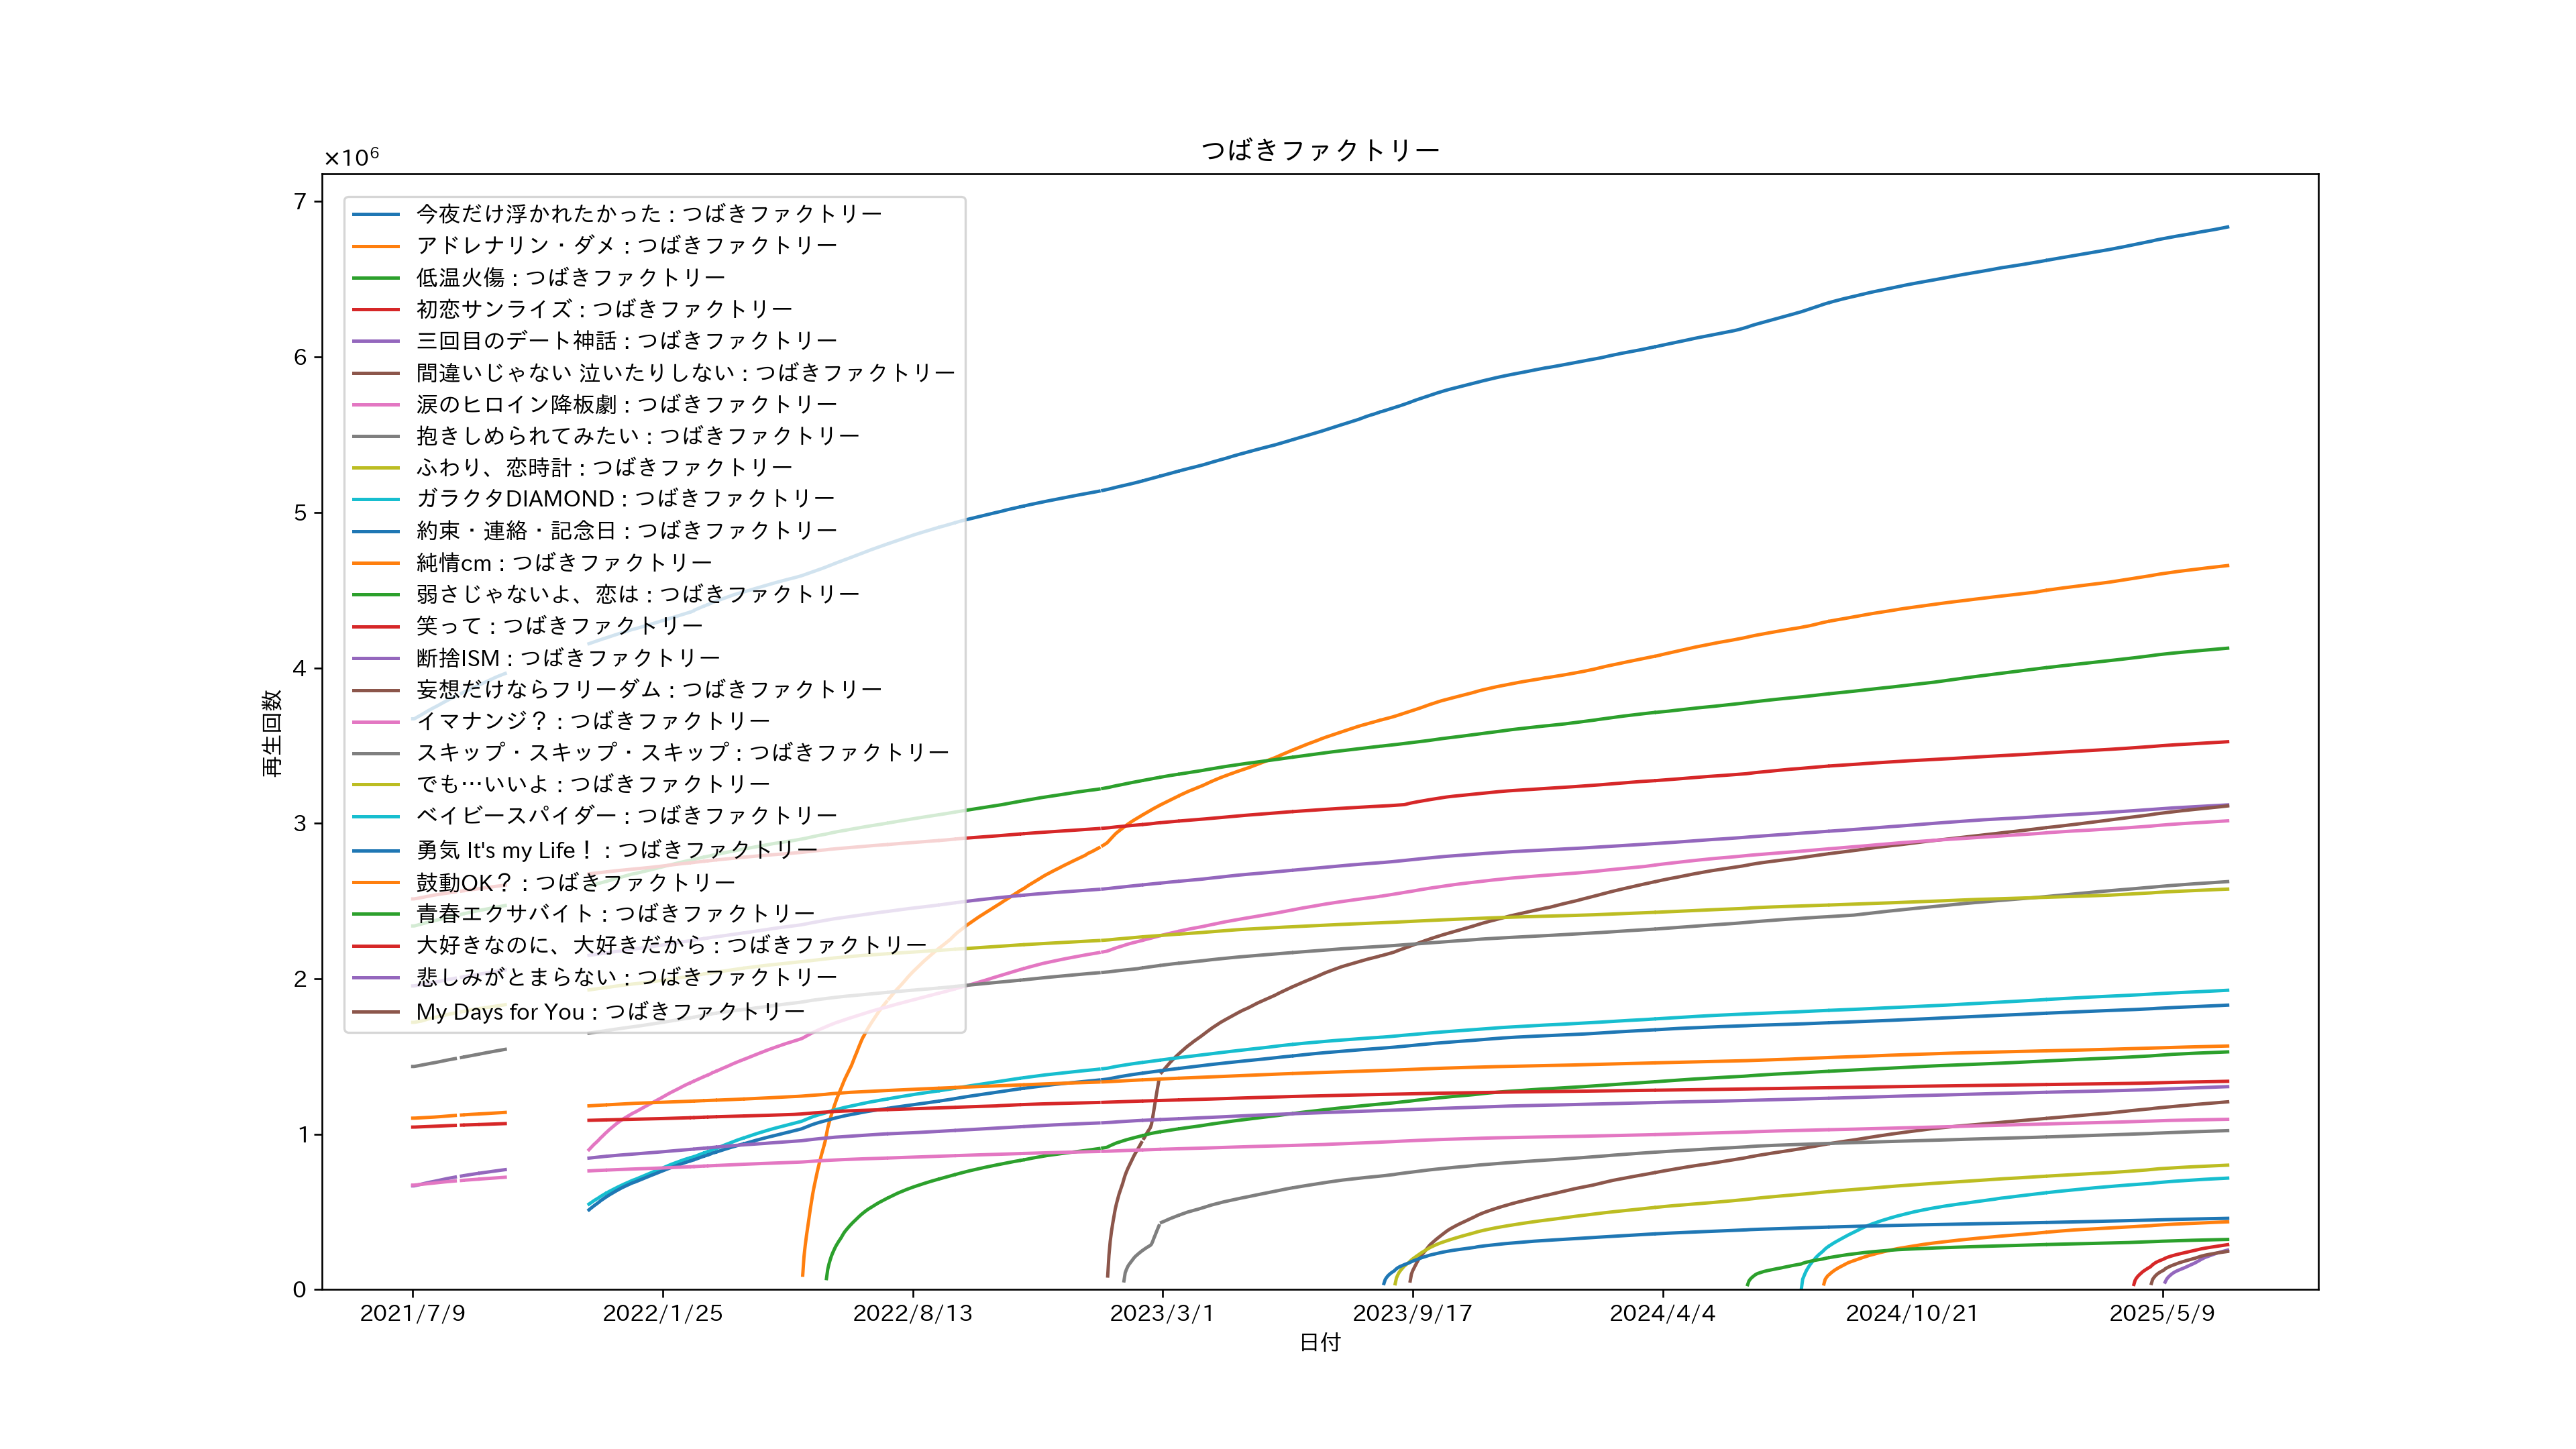 つばきファクトリー
×10⁶
7
6
5
4
3
2
1
0
再生回数
今夜だけ浮かれたかった : つばきファクトリー
アドレナリン・ダメ : つばきファクトリー
低温火傷 : つばきファクトリー
初恋サンライズ : つばきファクトリー
三回目のデート神話 : つばきファクトリー
間違いじゃない 泣いたりしない : つばきファクトリー
涙のヒロイン降板劇 : つばきファクトリー
抱きしめられてみたい : つばきファクトリー
ふわり、恋時計 : つばきファクトリー
ガラクタDIAMOND : つばきファクトリー
約束・連絡・記念日 : つばきファクトリー
純情cm : つばきファクトリー
弱さじゃないよ、恋は : つばきファクトリー
笑って : つばきファクトリー
断捨ISM : つばきファクトリー
妄想だけならフリーダム : つばきファクトリー
イマナンジ？ : つばきファクトリー
スキップ・スキップ・スキップ : つばきファクトリー
でも…いいよ : つばきファクトリー
ベイビースパイダー : つばきファクトリー
勇気 It's my Life！ : つばきファクトリー
鼓動OK？ : つばきファクトリー
青春エクサバイト : つばきファクトリー
大好きなのに、大好きだから : つばきファクトリー
悲しみがとまらない : つばきファクトリー
My Days for You : つばきファクトリー
2021/7/9 2022/1/25 2022/8/13 2023/3/1 2023/9/17 2024/4/4 2024/10/21 2025/5/9
日付